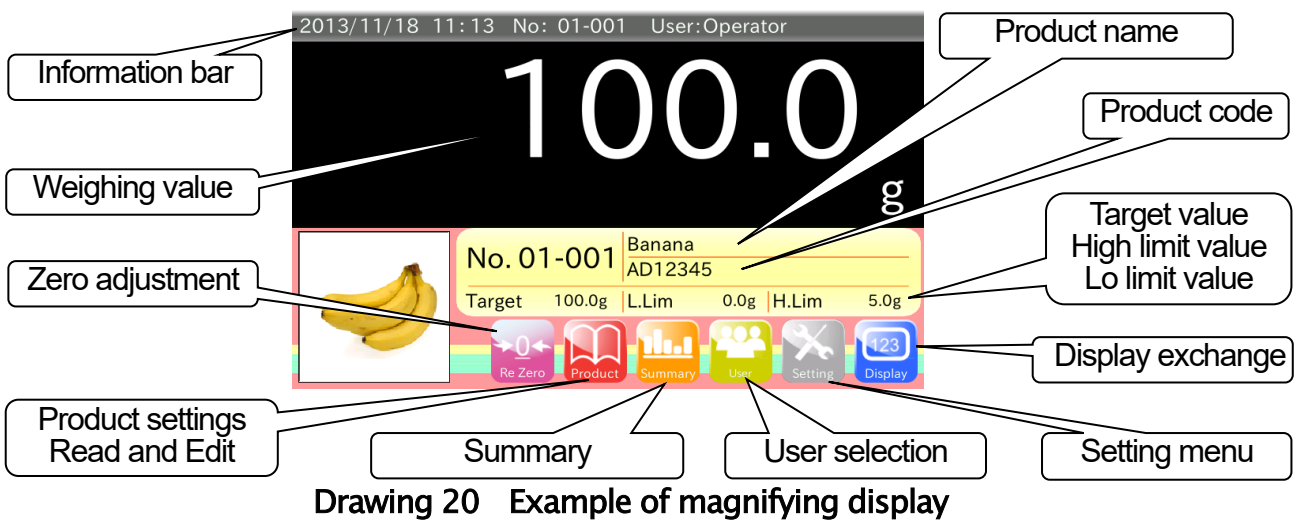 2013/11/18 11:13 No: 01-001 User:Operator
Product name
Information bar
100.0
Product code
Weighing value
g
Target value
High limit value
Lo limit value
No. 01-001
Banana
AD12345
Zero adjustment
Target 100.0g L.Lim 0.0g H.Lim 5.0g
→0←
123
Display exchange
Re Zero Product Summary User Setting Display
Product settings
Read and Edit
Summary
User selection
Setting menu
Drawing 20 Example of magnifying display